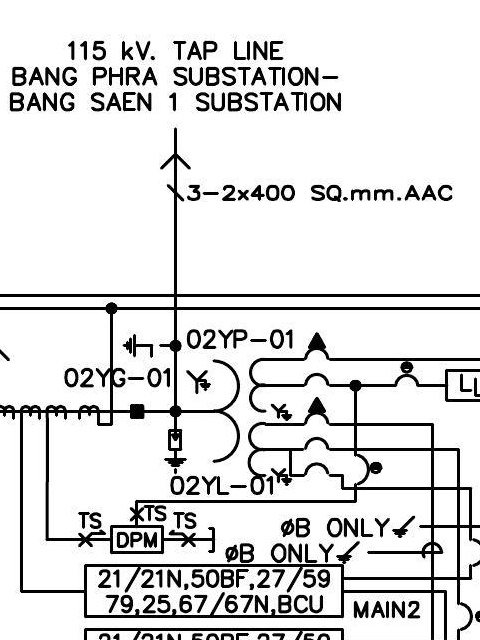 115 kV. TAP LINE
BANG PHRA SUBSTATION–
BANG SAEN 1 SUBSTATION
3–2x400 SQ.mm.AAC
02YP–01
02YG–01
02YL–01
TS
TS
TS
DPM
ØB ONLY
ØB ONLY
21/21N,50BF,27/59
79,25,67/67N,BCU
MAIN2
21/21N,50BF,27/59